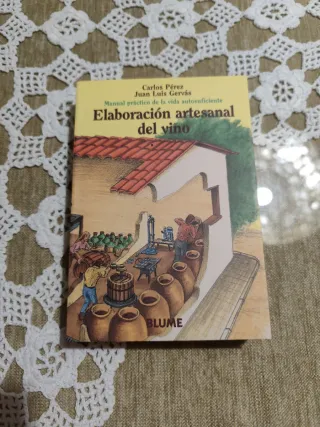 Carlos Pérez
Juan Luis Gervás
Manual práctico de la vida autosuficiente
Elaboración artesanal
del vino
BLUME